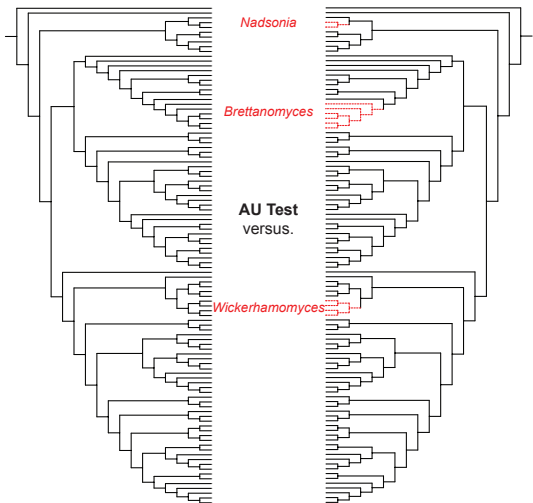 Nadsonia
Brettanomyces
AU Test
versus.
Wickerhamomyces